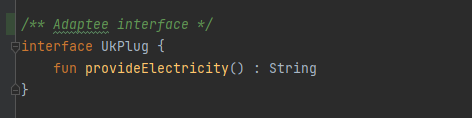 /** Adaptee interface */
interface UkPlug {
    fun provideElectricity() : String
}